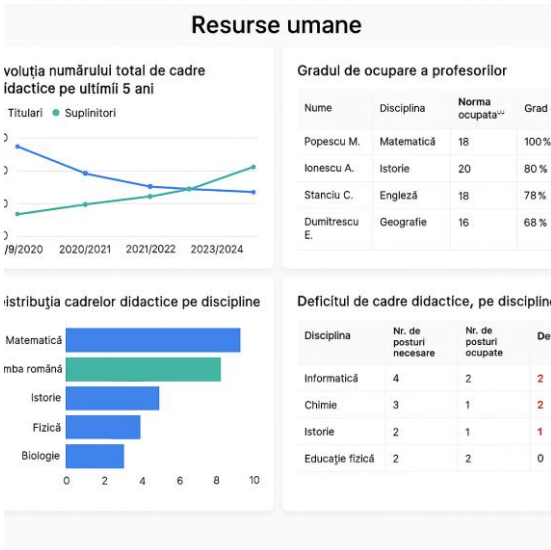 Resurse umane
voluția numărului total de cadre
idactice pe ultimii 5 ani
Titulari Suplinitori
/9/2020 2020/2021 2021/2022 2023/2024
Gradul de ocupare a profesorilor
Nume Disciplina Norma ocupata Grad
Popescu M. Matematică 18 100%
Ionescu A. Istorie 20 80%
Stanciu C. Engleză 18 78%
Dumitrescu E. Geografie 16 68%
istribuția cadrelor didactice pe discipline
Matematică
mba română
Istorie
Fizică
Biologie
0 2 4 6 8 10
Deficitul de cadre didactice, pe disciplin
Disciplina Nr. de posturi necesare Nr. de posturi ocupate De
Informatică 4 2 2
Chimie 3 1 2
Istorie 2 1 1
Educație fizică 2 2 0